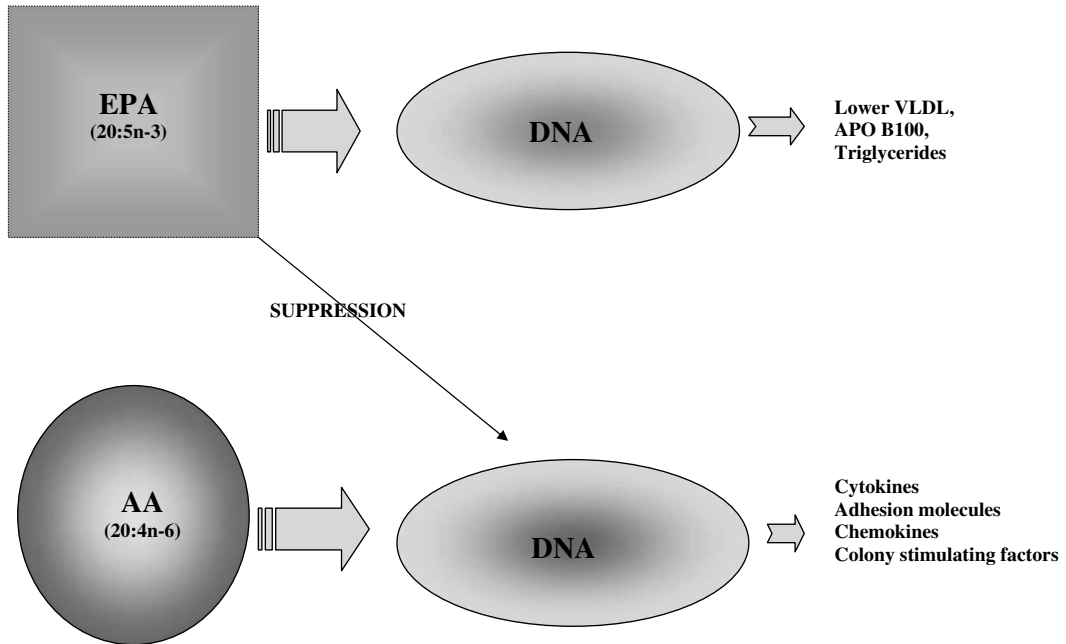 EPA
(20:5n-3)
DNA
Lower VLDL,
APO B100,
Triglycerides
SUPPRESSION
AA
(20:4n-6)
DNA
Cytokines
Adhesion molecules
Chemokines
Colony stimulating factors